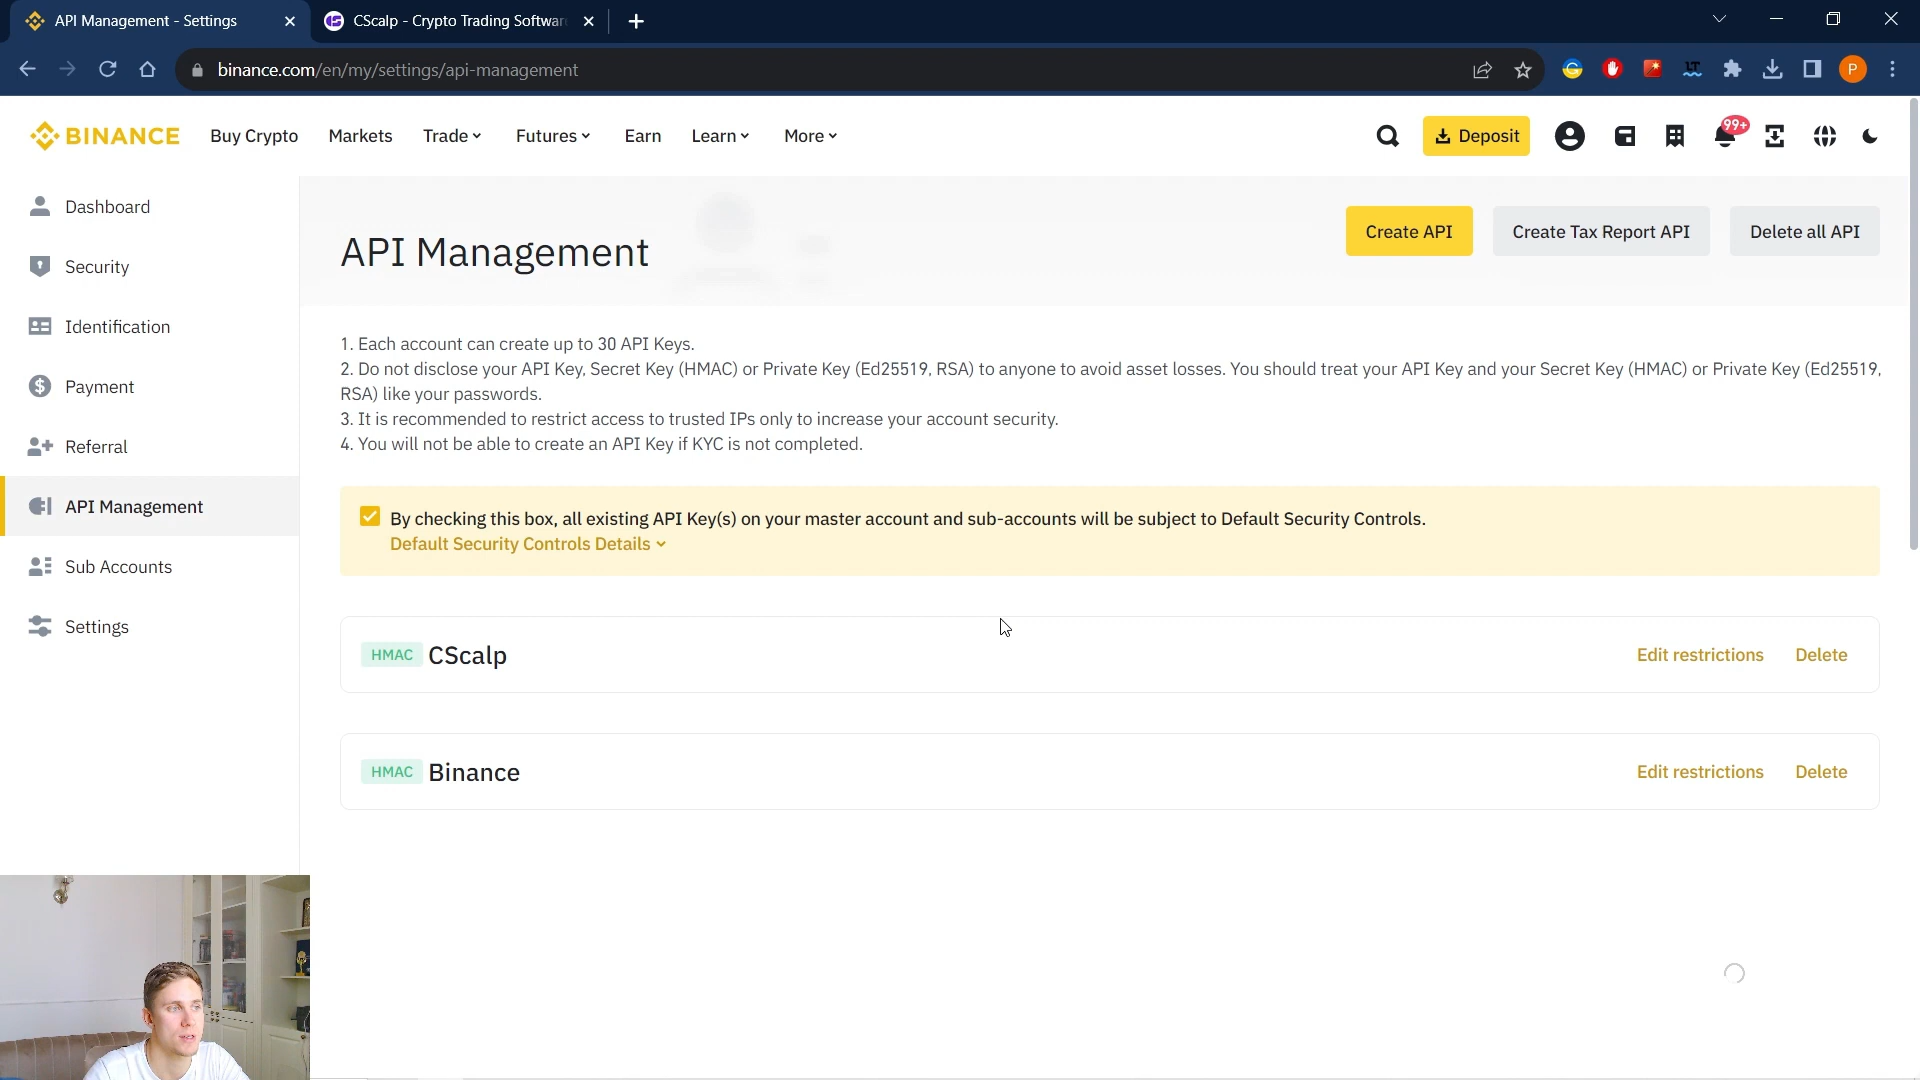 API Management - Settings
CScalp - Crypto Trading Softwar
binance.com/en/my/settings/api-management
P
BINANCE
Buy Crypto
Markets
Trade
Futures
Earn
Learn
More
Deposit
99+
Dashboard
Security
Identification
Payment
Referral
API Management
Sub Accounts
Settings
API Management
Create API
Create Tax Report API
Delete all API
1. Each account can create up to 30 API Keys.
2. Do not disclose your API Key, Secret Key (HMAC) or Private Key (Ed25519, RSA) to anyone to avoid asset losses. You should treat your API Key and your Secret Key (HMAC) or Private Key (Ed25519,
RSA) like your passwords.
3. It is recommended to restrict access to trusted IPs only to increase your account security.
4. You will not be able to create an API Key if KYC is not completed.
By checking this box, all existing API Key(s) on your master account and sub-accounts will be subject to Default Security Controls.
Default Security Controls Details
HMAC CScalp
Edit restrictions
Delete
HMAC Binance
Edit restrictions
Delete